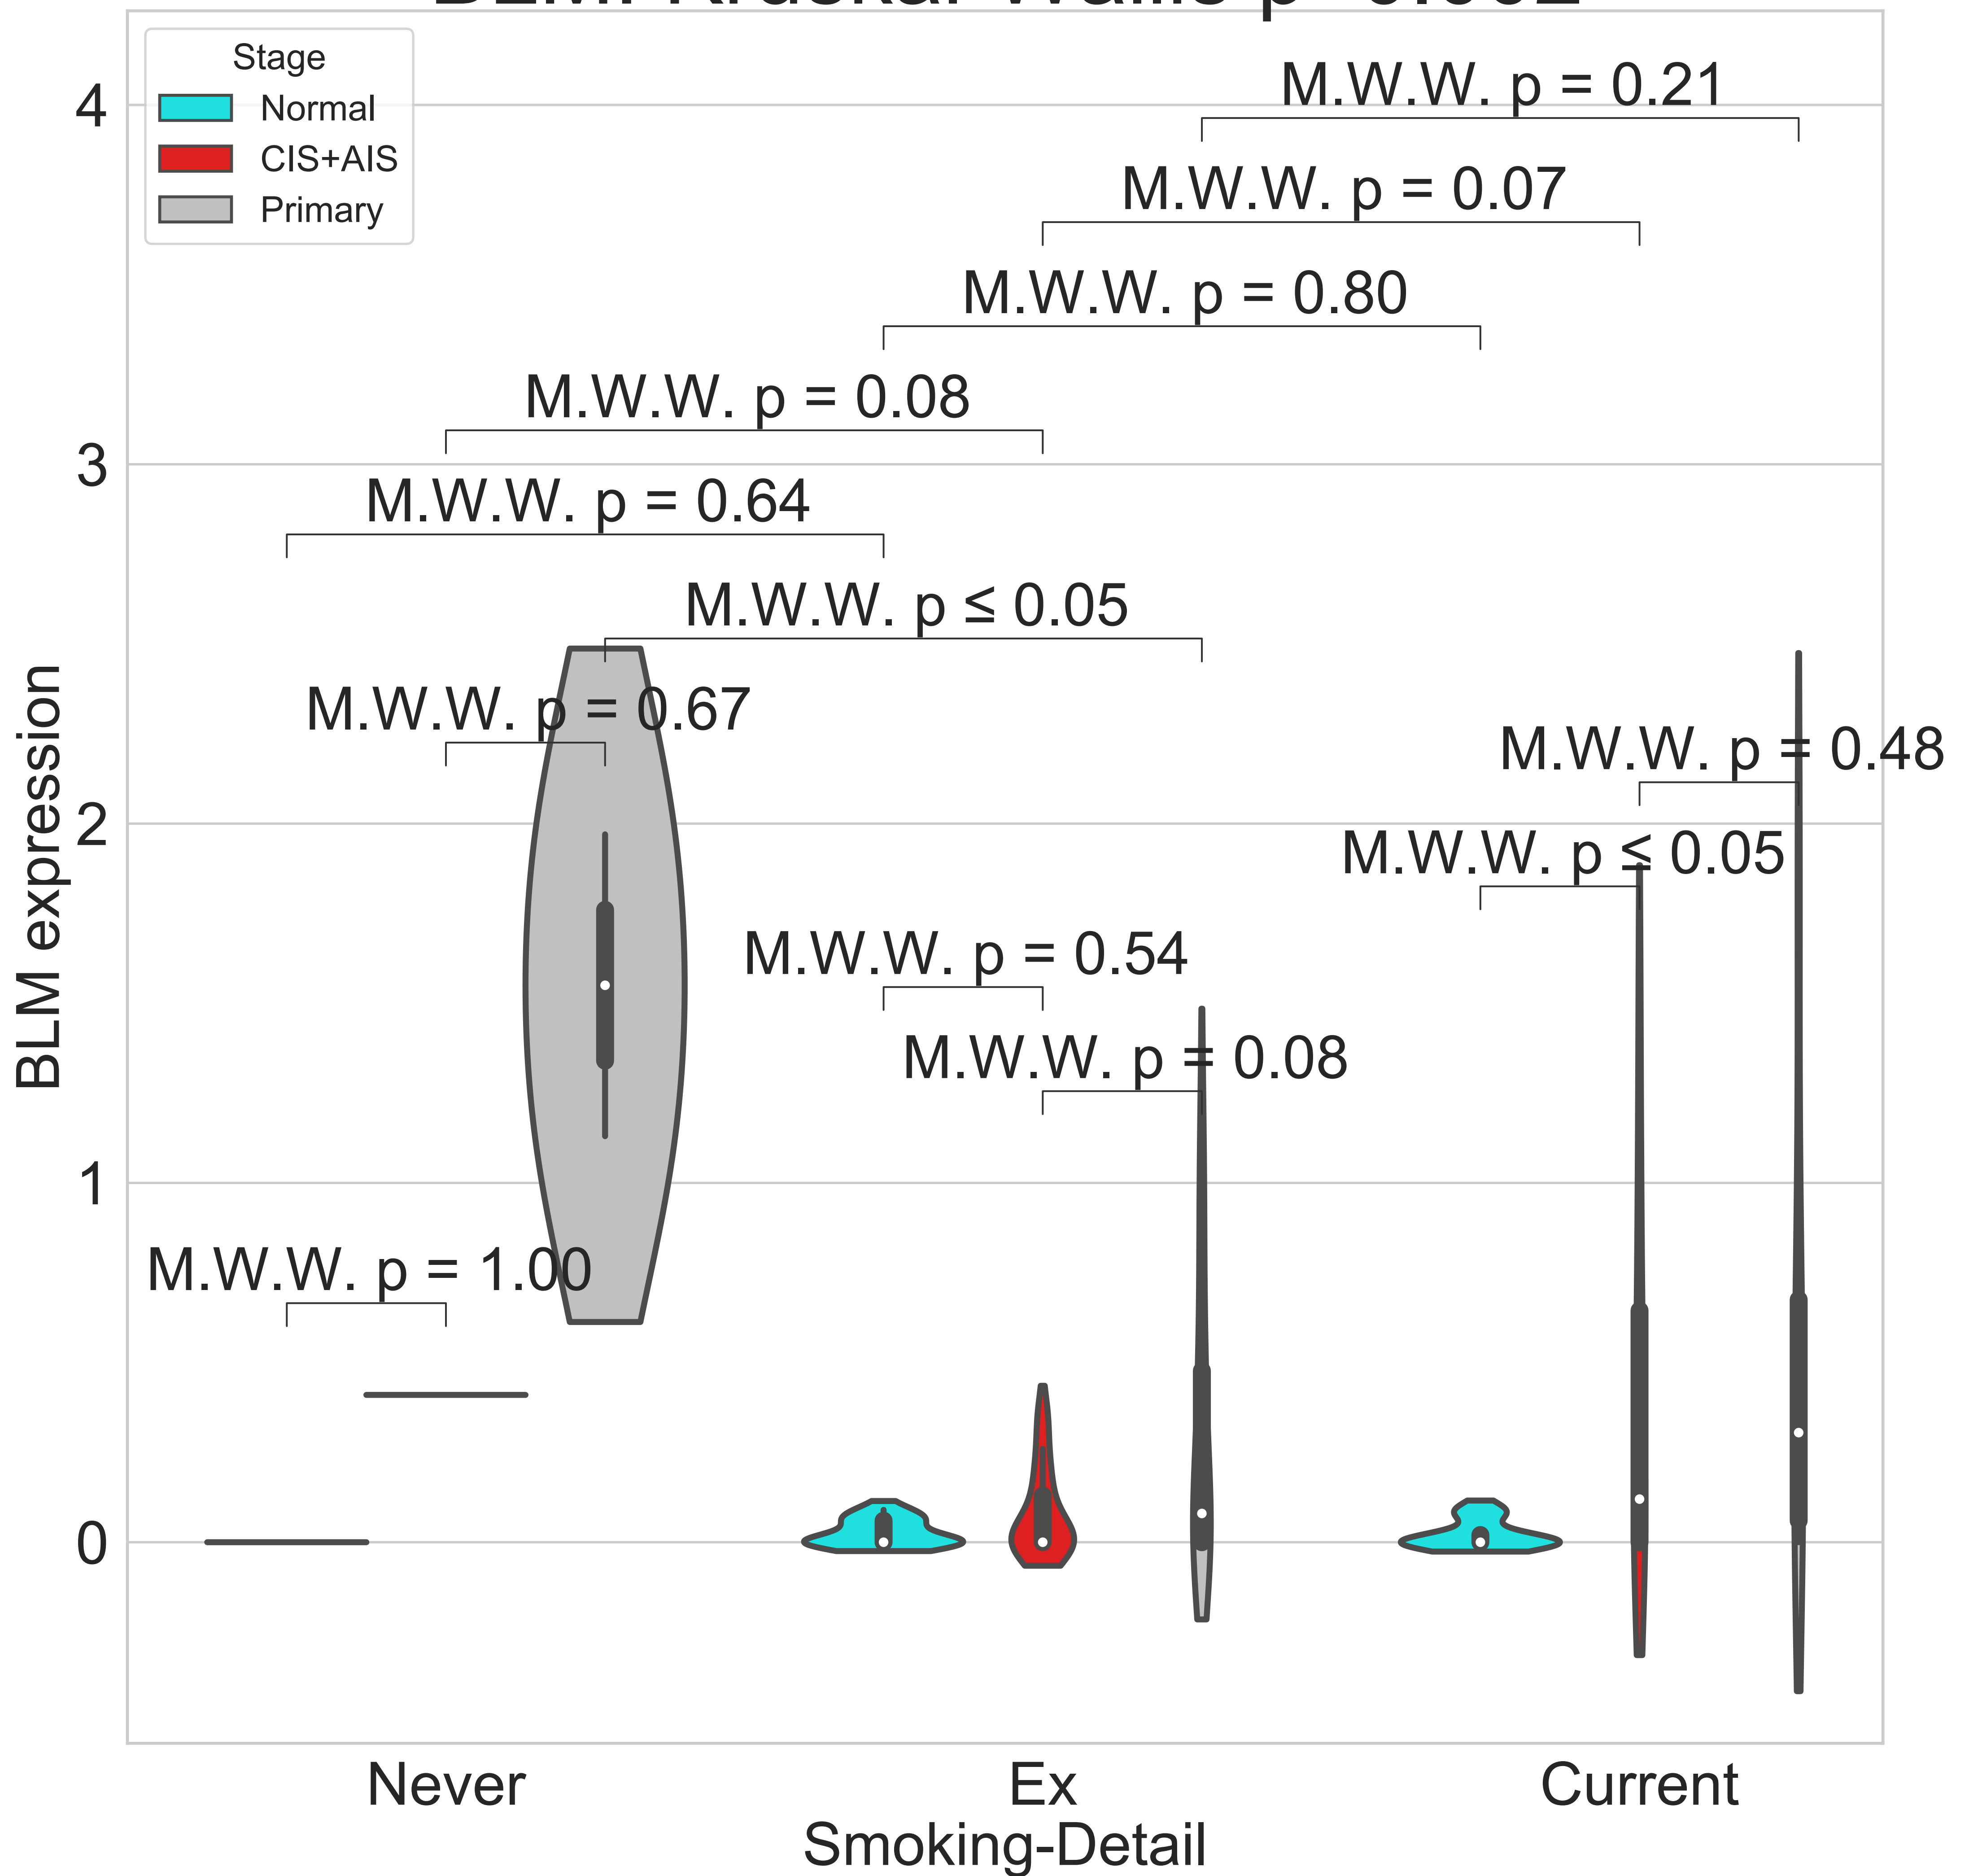 Stage
Normal
CIS+AIS
Primary
M.W.W. p = 0.21
M.W.W. p = 0.07
M.W.W. p = 0.80
M.W.W. p = 0.08
M.W.W. p = 0.64
M.W.W. p ≤ 0.05
M.W.W. p = 0.67
M.W.W. p = 0.48
M.W.W. p ≤ 0.05
M.W.W. p = 0.54
M.W.W. p = 0.08
M.W.W. p = 1.00
4
3
2
1
0
BLM expression
Never
Ex
Current
Smoking-Detail